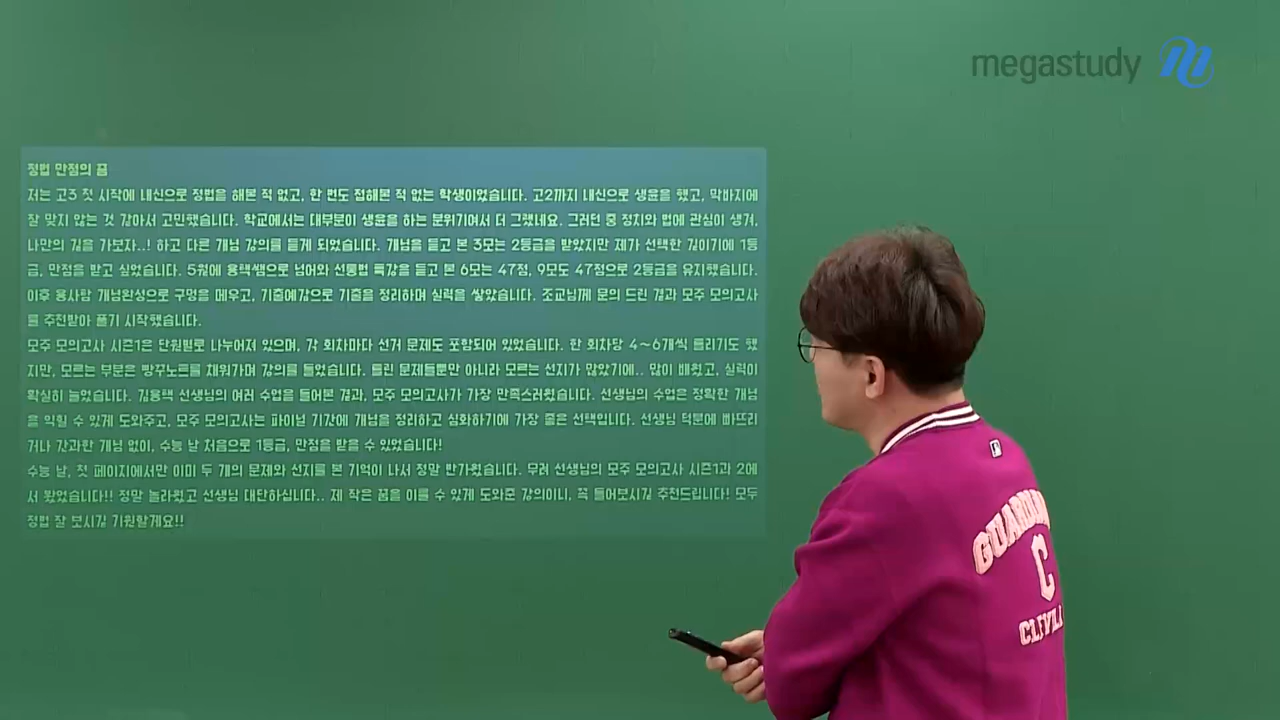 megastudy
정법 만점의 꿈
저는 고3 첫 시작에 내신으로 정법을 해본 적 없고, 한 번도 접해본 적 없는 학생이었습니다. 고2까지 내신으로 생윤을 했고, 막바지에
잘 맞지 않는 것 같아서 고민했습니다. 학교에서는 대부분이 생윤을 하는 분위기여서 더 그랬네요. 그러던 중 정치와 법에 관심이 생겨,
나만의 길을 가보자..! 하고 다른 개념 강의를 듣게 되었습니다. 개념을 듣고 본 3모는 2등급을 받았지만 제가 선택한 길이기에 1등
급, 만점을 받고 싶었습니다. 5월에 용택쌤으로 넘어와 선통법 특강을 듣고 본 6모는 47점, 9모도 47점으로 2등급을 유지했습니다.
이후 용사탐 개념완성으로 구멍을 메우고, 기출예감으로 기출을 정리하며 실력을 쌓았습니다. 조교님께 문의 드린 결과 모주 모의고사
를 추천받아 풀기 시작했습니다.
모주 모의고사 시즌1은 단원별로 나누어져 있으며, 각 회차마다 선거 문제도 포함되어 있었습니다. 한 회차당 4~6개씩 틀리기도 했
지만, 모르는 부분은 빵꾸노트를 채워가며 강의를 들었습니다. 틀린 문제들뿐만 아니라 모르는 선지가 많았기에.. 많이 배웠고, 실력이
확실히 늘었습니다. 김용택 선생님의 여러 수업을 들어본 결과, 모주 모의고사가 가장 만족스러웠습니다. 선생님의 수업은 정확한 개념
을 익힐 수 있게 도와주고, 모주 모의고사는 파이널 기간에 개념을 정리하고 심화하기에 가장 좋은 선택입니다. 선생님 덕분에 빠뜨리
거나 간과한 개념 없이, 수능 날 처음으로 1등급, 만점을 받을 수 있었습니다!
수능 날, 첫 페이지에서만 이미 두 개의 문제와 선지를 본 기억이 나서 정말 반가웠습니다. 무려 선생님의 모주 모의고사 시즌1과 2에
서 봤었습니다!! 정말 놀라웠고 선생님 대단하십니다.. 제 작은 꿈을 이룰 수 있게 도와준 강의이니, 꼭 들어보시길 추천드립니다! 모두
정법 잘 보시길 기원할게요!!
C